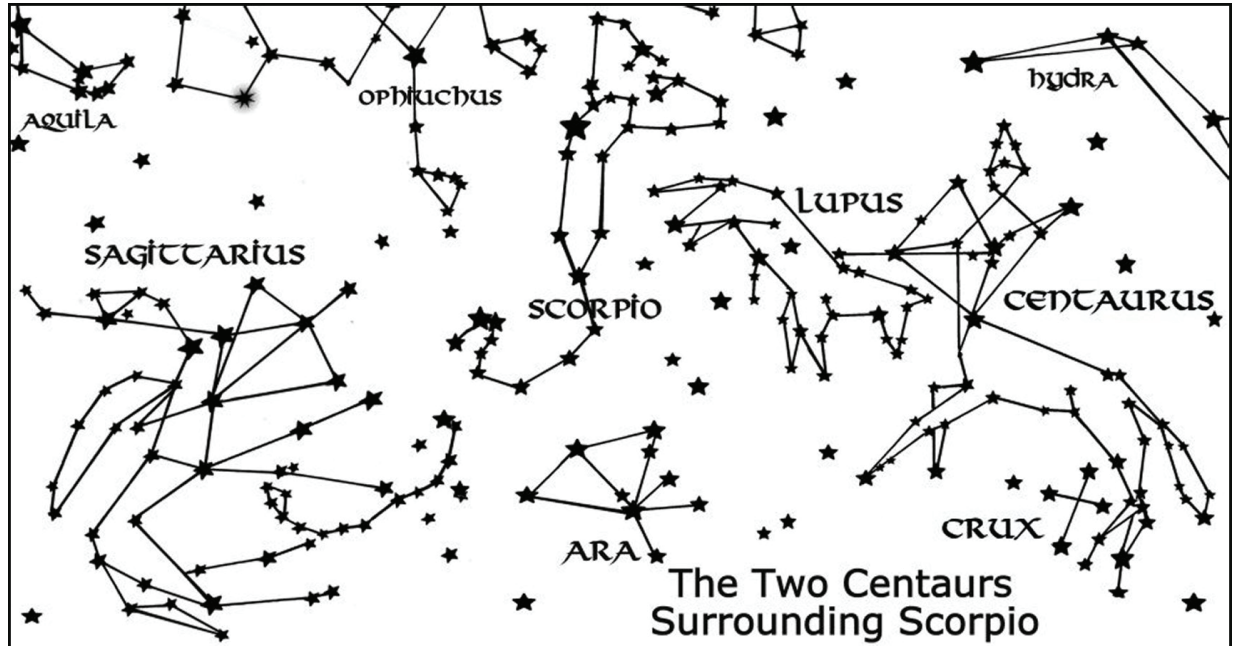 hydra
Ophiuchus
Aquila
Lupus
Sagittarius
Centaurus
Scorpio
Crux
Ara
The Two Centaurs
Surrounding Scorpio